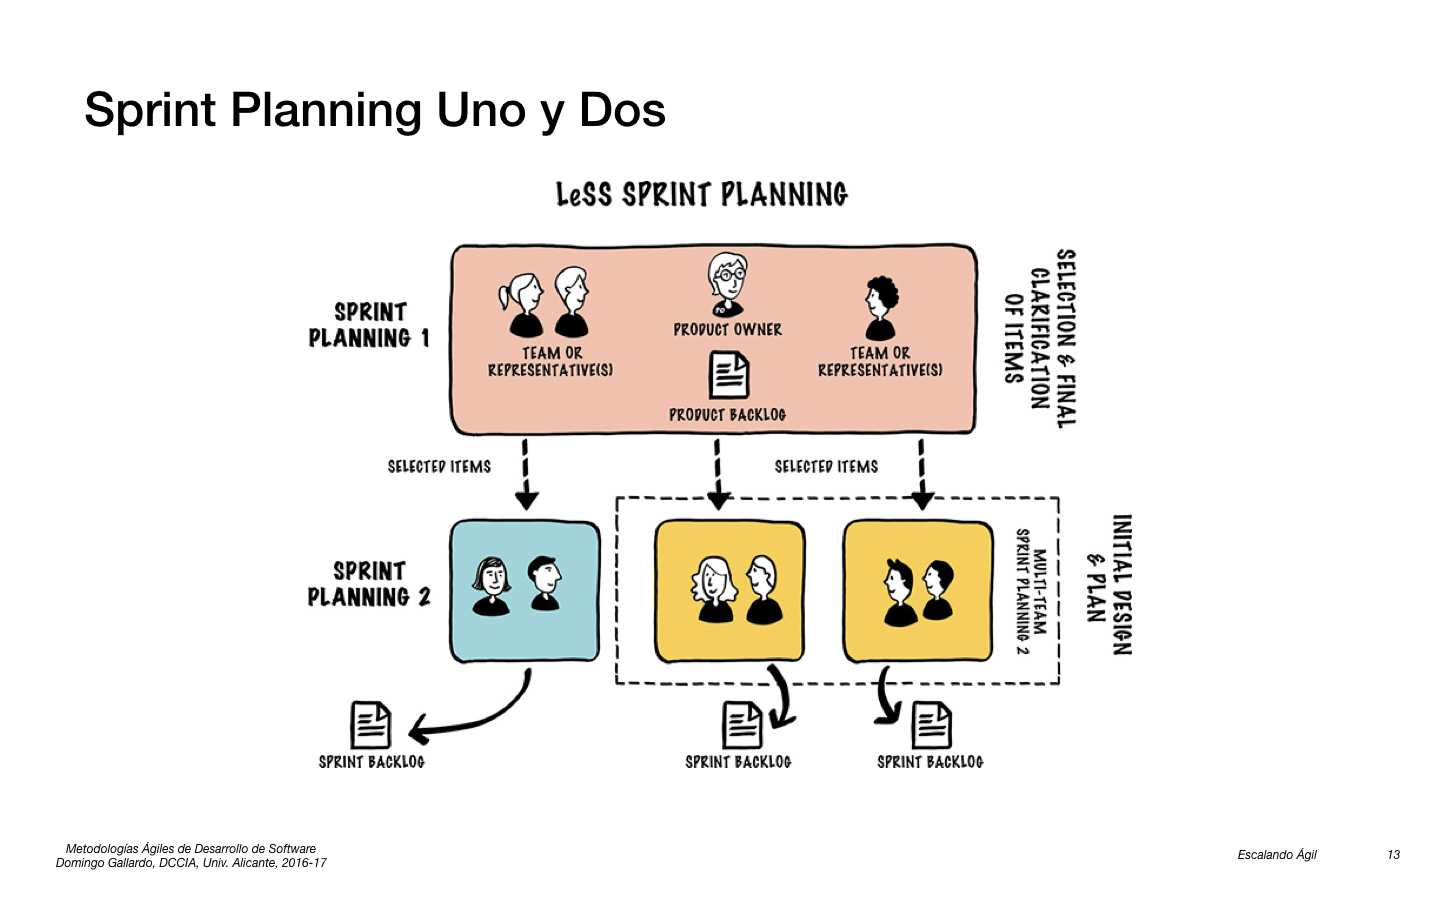 Sprint Planning Uno y Dos
LeSS SPRINT PLANNING
SPRINT
PLANNING 1
PO
PRODUCT OWNER
TEAM OR
REPRESENTATIVE(S)
TEAM OR
REPRESENTATIVE(S)
PRODUCT BACKLOG
SELECTION & FINAL
CLARIFICATION
OF ITEMS
SELECTED ITEMS
SELECTED ITEMS
SPRINT
PLANNING 2
MULTI-TEAM
SPRINT PLANNING 2
INITIAL DESIGN
& PLAN
SPRINT BACKLOG
SPRINT BACKLOG
SPRINT BACKLOG
Metodologías Ágiles de Desarrollo de Software
Domingo Gallardo, DCCIA, Univ. Alicante, 2016-17
Escalando Ágil
13